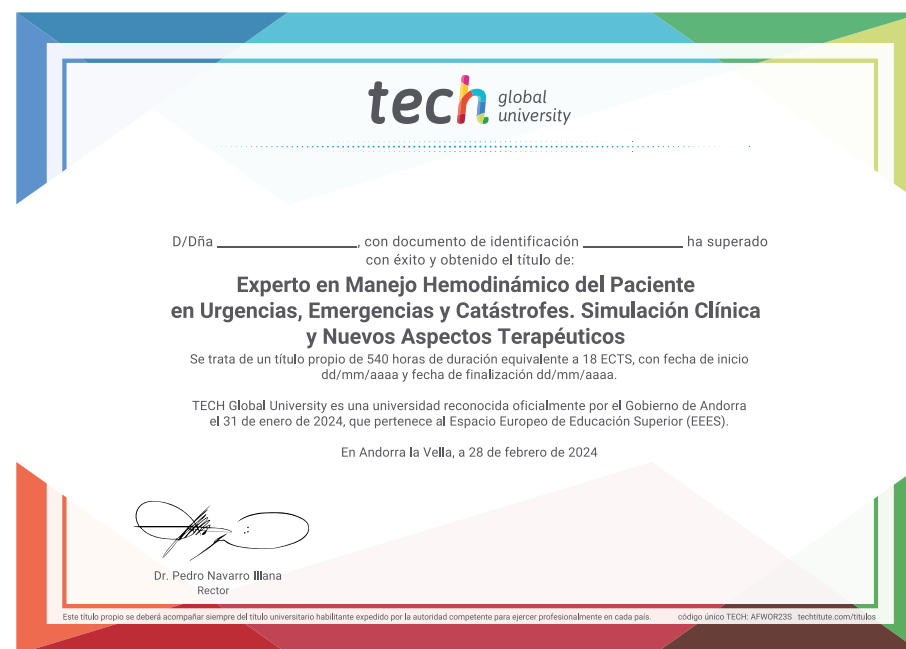 tech global
university
D/Dña ____________, con documento de identificación ____________ ha superado
con éxito y obtenido el título de:
Experto en Manejo Hemodinámico del Paciente
en Urgencias, Emergencias y Catástrofes. Simulación Clínica
y Nuevos Aspectos Terapéuticos
Se trata de un título propio de 540 horas de duración equivalente a 18 ECTS, con fecha de inicio
dd/mm/aaaa y fecha de finalización dd/mm/aaaa.
TECH Global University es una universidad reconocida oficialmente por el Gobierno de Andorra
el 31 de enero de 2024, que pertenece al Espacio Europeo de Educación Superior (EEES).
En Andorra la Vella, a 28 de febrero de 2024
Dr. Pedro Navarro Illana
Rector
Este título propio se deberá acompañar siempre del título universitario habilitante expedido por la autoridad competente para ejercer profesionalmente en cada país. código único TECH: AFWOR23S techtitute.com/titulos